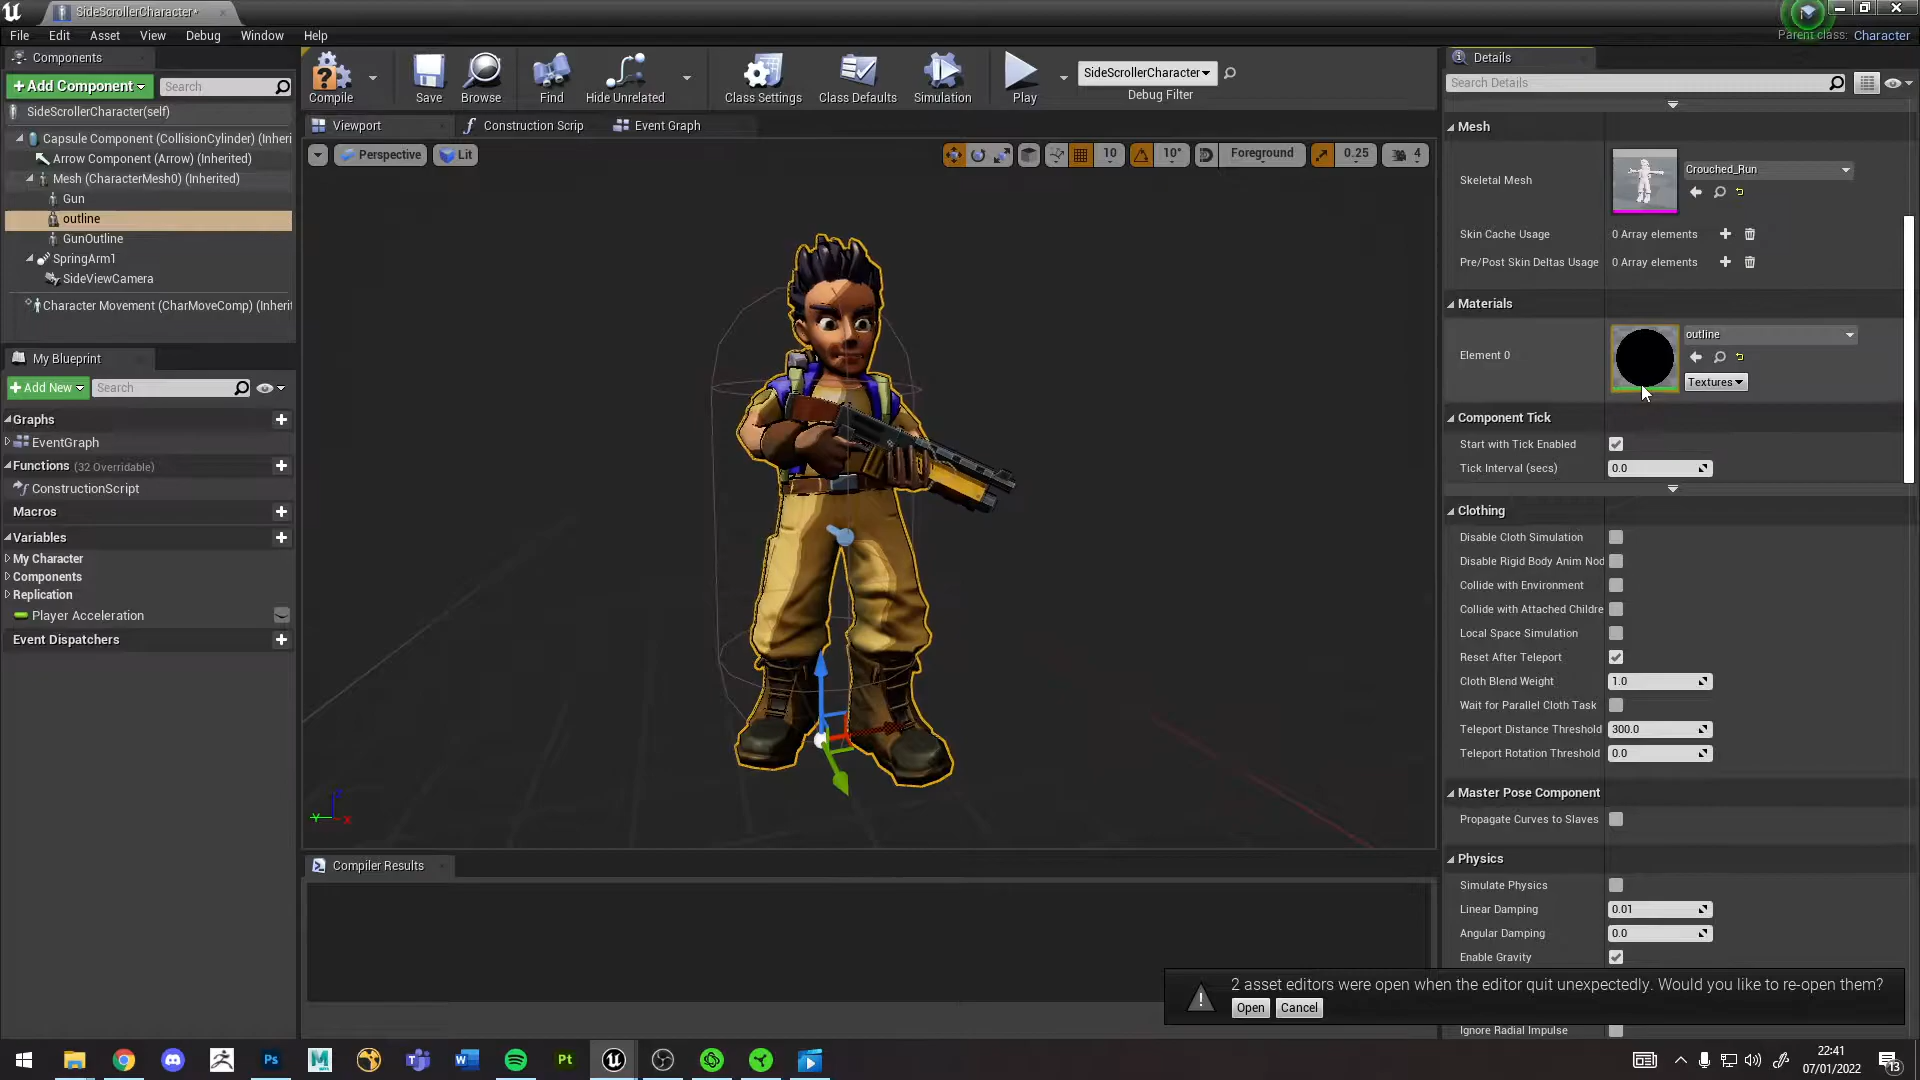 SideScrollerCharacter*
File Edit Asset View Debug Window Help
Parent class: Character
Components
+Add Component
Search
SideScrollerCharacter(self)
Capsule Component (CollisionCylinder) (Inheri
Arrow Component (Arrow) (Inherited)
Mesh (CharacterMesh0) (Inherited)
Gun
outline
GunOutline
SpringArm1
SideViewCamera
Character Movement (CharMoveComp) (Inherit
My Blueprint
+Add New
Search
Graphs
EventGraph
Functions (32 Overridable)
ConstructionScript
Macros
Variables
My Character
Components
Replication
Player Acceleration
Event Dispatchers
Compile Save Browse Find Hide Unrelated Class Settings Class Defaults Simulation Play
SideScrollerCharacter
Debug Filter
Viewport Construction Scrip Event Graph
Perspective Lit
10 10° Foreground 0.25 4
Compiler Results
Details
Search Details
Mesh
Skeletal Mesh
Crouched_Run
Skin Cache Usage 0 Array elements
Pre/Post Skin Deltas Usage 0 Array elements
Materials
Element 0
outline
Textures
Component Tick
Start with Tick Enabled
Tick Interval (secs) 0.0
Clothing
Disable Cloth Simulation
Disable Rigid Body Anim Nod
Collide with Environment
Collide with Attached Childre
Local Space Simulation
Reset After Teleport
Cloth Blend Weight 1.0
Wait for Parallel Cloth Task
Teleport Distance Threshold 300.0
Teleport Rotation Threshold 0.0
Master Pose Component
Propagate Curves to Slaves
Physics
Simulate Physics
Linear Damping 0.01
Angular Damping 0.0
Enable Gravity
2 asset editors were open when the editor quit unexpectedly. Would you like to re-open them?
Open Cancel
Ignore Radial Impulse
22:41
07/01/2022
13